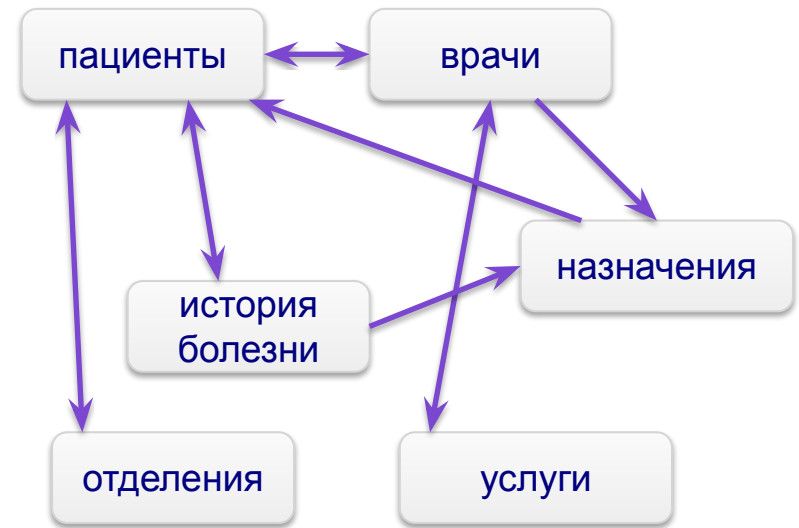 пациенты
врачи
назначения
история
болезни
отделения
услуги